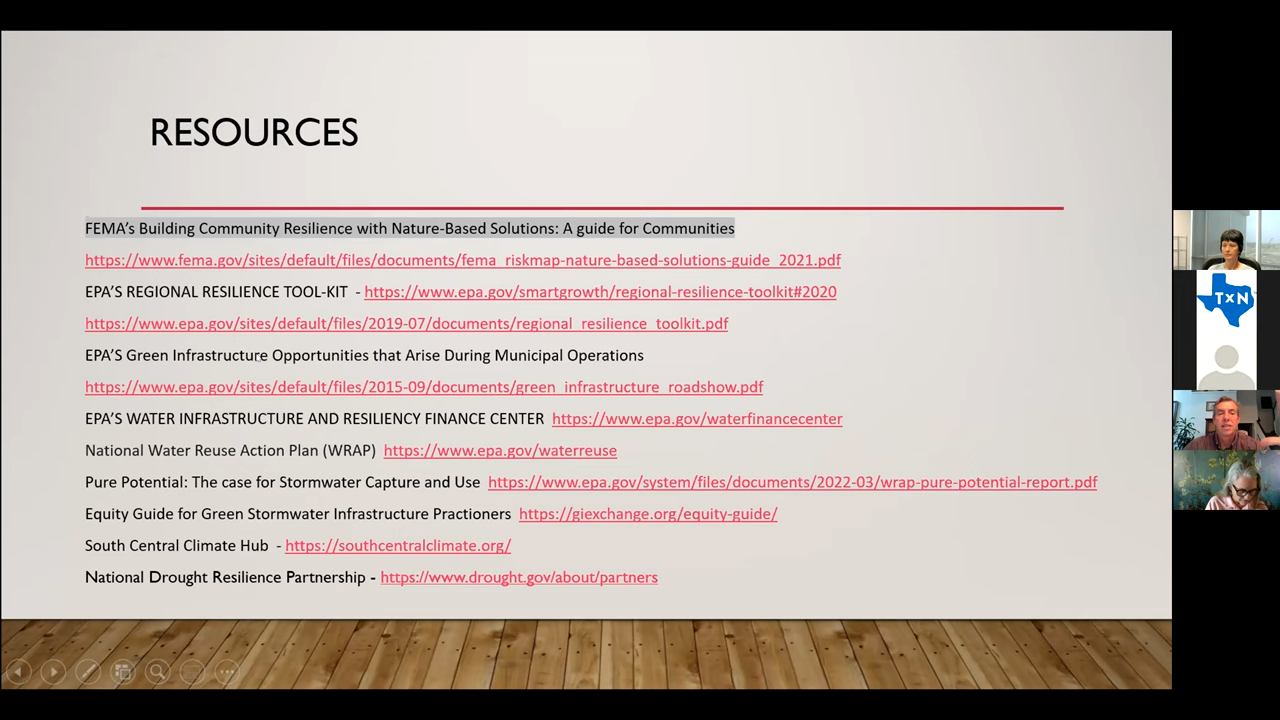 RESOURCES
FEMA's Building Community Resilience with Nature-Based Solutions: A guide for Communities
https://www.fema.gov/sites/default/files/documents/fema_riskmap-nature-based-solutions-guide_2021.pdf
EPA'S REGIONAL RESILIENCE TOOL-KIT - https://www.epa.gov/smartgrowth/regional-resilience-toolkit#2020
https://www.epa.gov/sites/default/files/2019-07/documents/regional_resilience_toolkit.pdf
EPA'S Green Infrastructure Opportunities that Arise During Municipal Operations
https://www.epa.gov/sites/default/files/2015-09/documents/green_infrastructure_roadshow.pdf
EPA'S WATER INFRASTRUCTURE AND RESILIENCY FINANCE CENTER https://www.epa.gov/waterfinancecenter
National Water Reuse Action Plan (WRAP) https://www.epa.gov/waterreuse
Pure Potential: The case for Stormwater Capture and Use https://www.epa.gov/system/files/documents/2022-03/wrap-pure-potential-report.pdf
Equity Guide for Green Stormwater Infrastructure Practioners https://giexchange.org/equity-guide/
South Central Climate Hub - https://southcentralclimate.org/
National Drought Resilience Partnership - https://www.drought.gov/about/partners
TXN